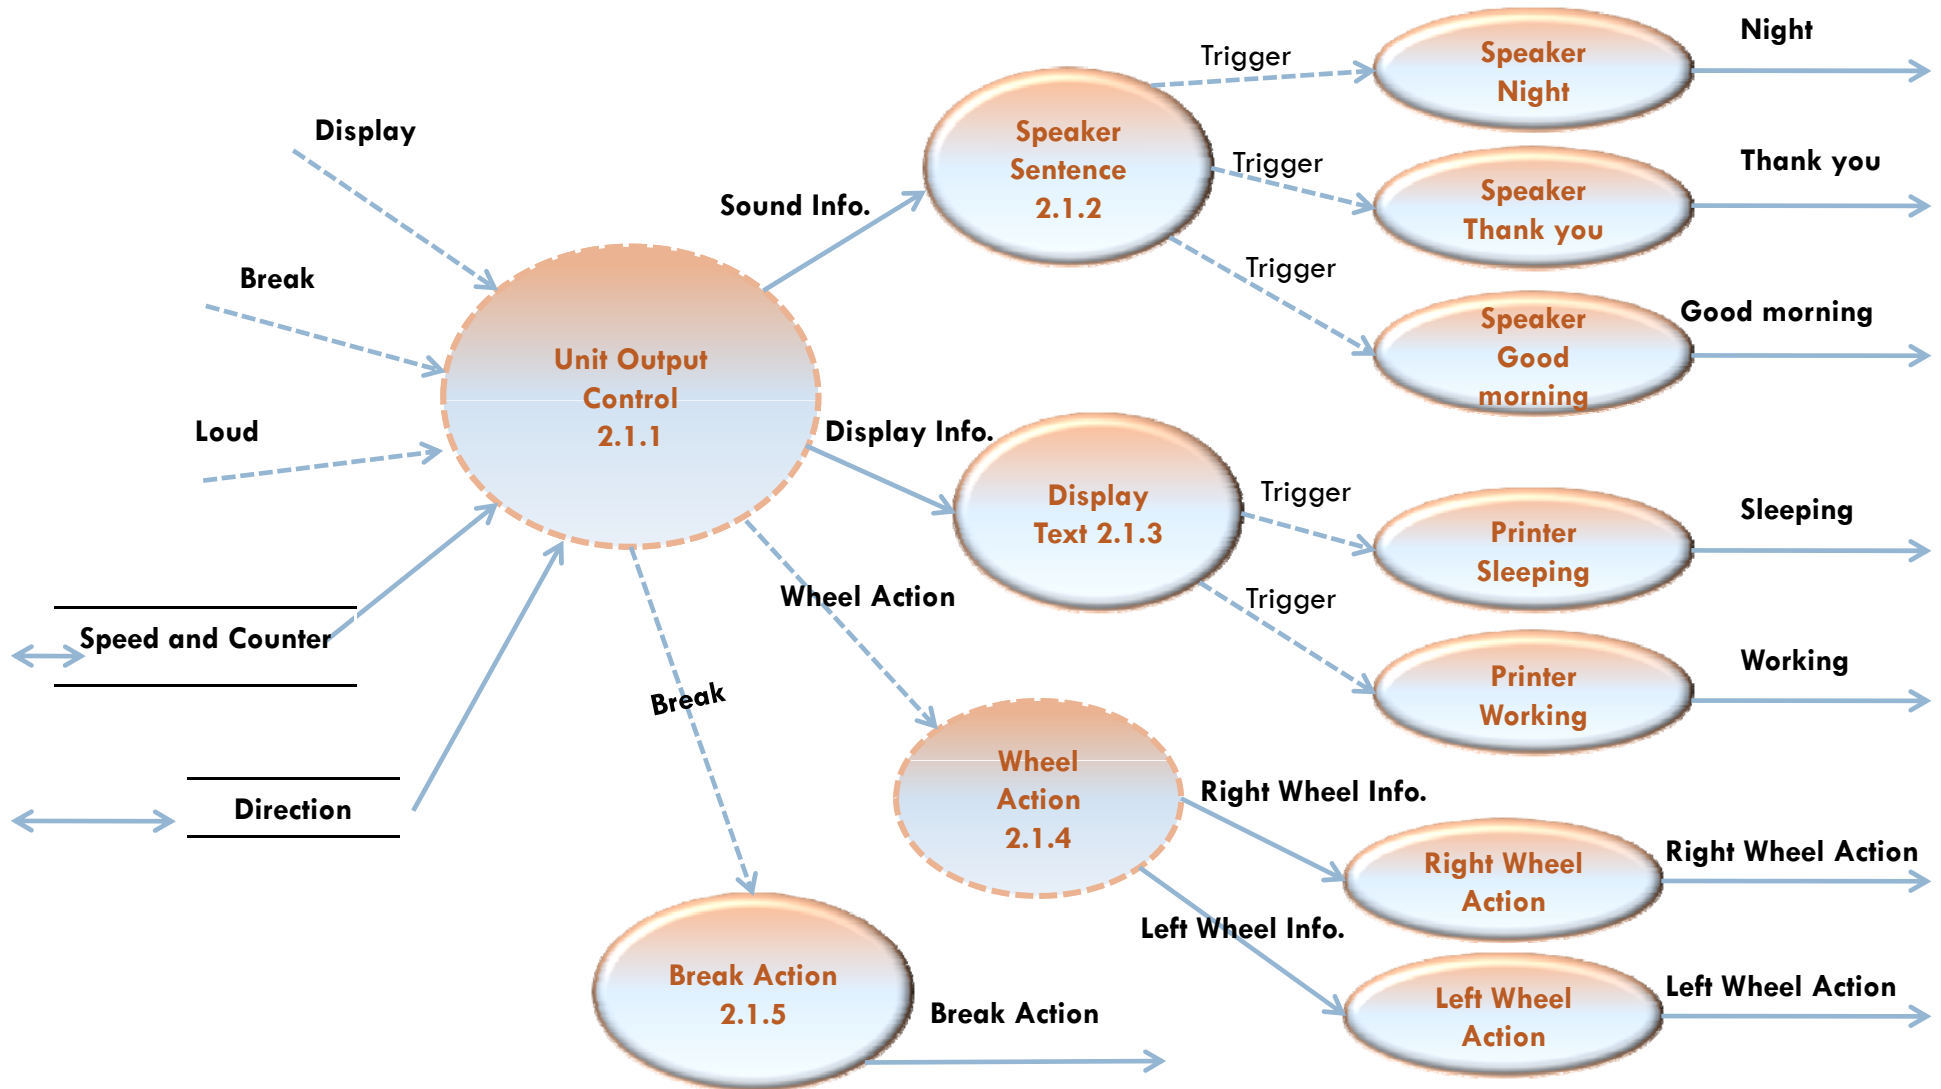 Night
Trigger
Speaker
Night
Display
Speaker
Sentence
2.1.2
Trigger
Thank you
Speaker
Thank you
Sound Info.
Break
Trigger
Speaker
Good
morning
Good morning
Unit Output
Control
2.1.1
Loud
Display Info.
Display
Text 2.1.3
Trigger
Sleeping
Printer
Sleeping
Wheel Action
Trigger
Speed and Counter
Working
Printer
Working
Break
Wheel
Action
2.1.4
Right Wheel Info.
Direction
Right Wheel
Action
Right Wheel Action
Left Wheel Info.
Break Action
2.1.5
Left Wheel
Action
Left Wheel Action
Break Action